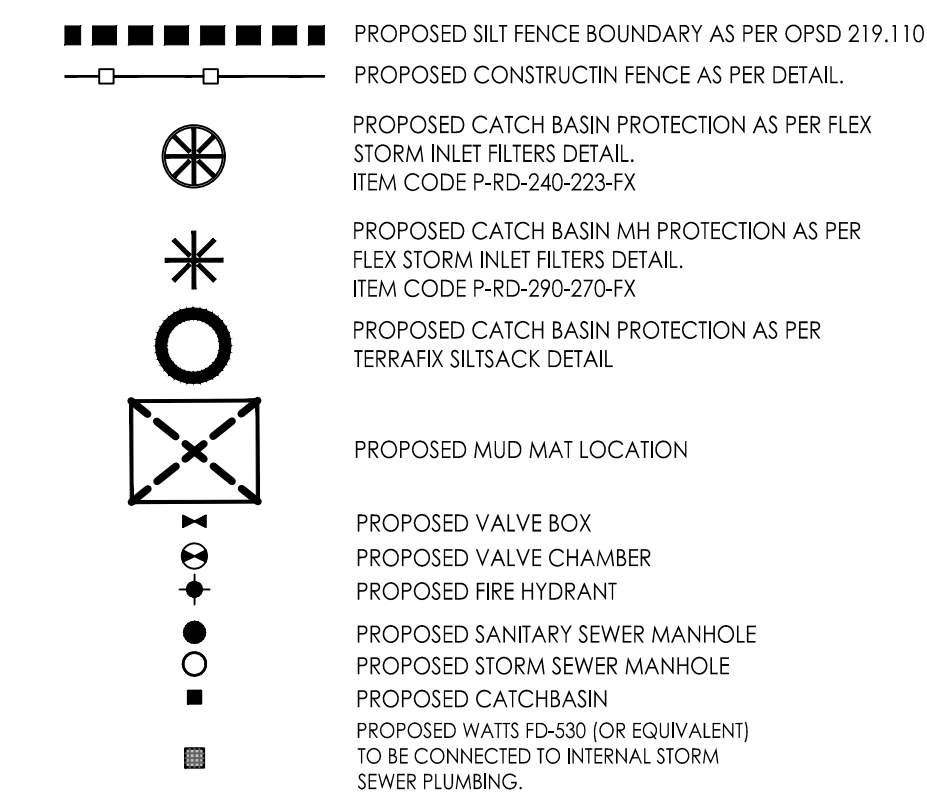 PROPOSED SILT FENCE BOUNDARY AS PER OPSD 219.110
PROPOSED CONSTRUCTIN FENCE AS PER DETAIL.
PROPOSED CATCH BASIN PROTECTION AS PER FLEX
STORM INLET FILTERS DETAIL.
ITEM CODE P-RD-240-223-FX
PROPOSED CATCH BASIN MH PROTECTION AS PER
FLEX STORM INLET FILTERS DETAIL.
ITEM CODE P-RD-290-270-FX
PROPOSED CATCH BASIN PROTECTION AS PER
TERRAFIX SILTSACK DETAIL
PROPOSED MUD MAT LOCATION
PROPOSED VALVE BOX
PROPOSED VALVE CHAMBER
PROPOSED FIRE HYDRANT
PROPOSED SANITARY SEWER MANHOLE
PROPOSED STORM SEWER MANHOLE
PROPOSED CATCHBASIN
PROPOSED WATTS FD-530 (OR EQUIVALENT)
TO BE CONNECTED TO INTERNAL STORM
SEWER PLUMBING.